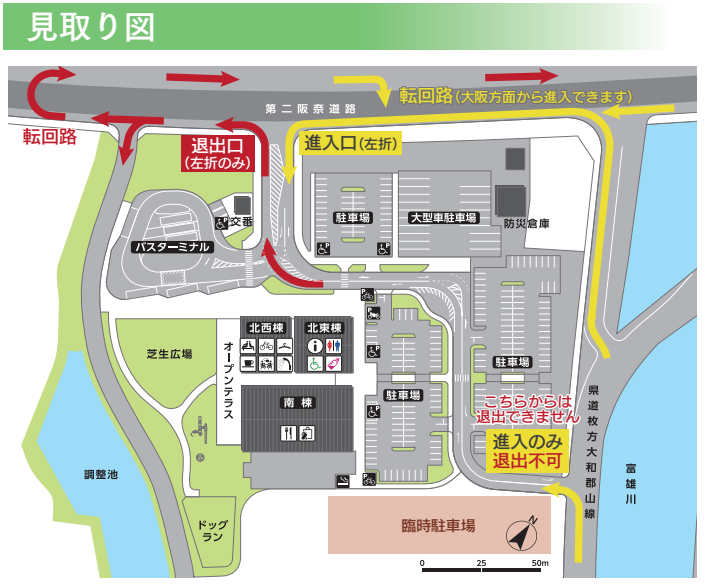 見取り図
第二阪奈道路
転回路(大阪方面から進入できます)
転回路
退出口
(左折のみ)
進入口(左折)
交番
P
バスターミナル
駐車場
P
P
大型車駐車場
防災倉庫
芝生広場
オープンテラス
北西棟
北東棟
南棟
P
P
P
駐車場
P
P
駐車場
こちらからは
退出できません
進入のみ
退出不可
県道枚方大和郡山線
富雄川
調整池
ドッグ
ラン
臨時駐車場
N
0 25 50m